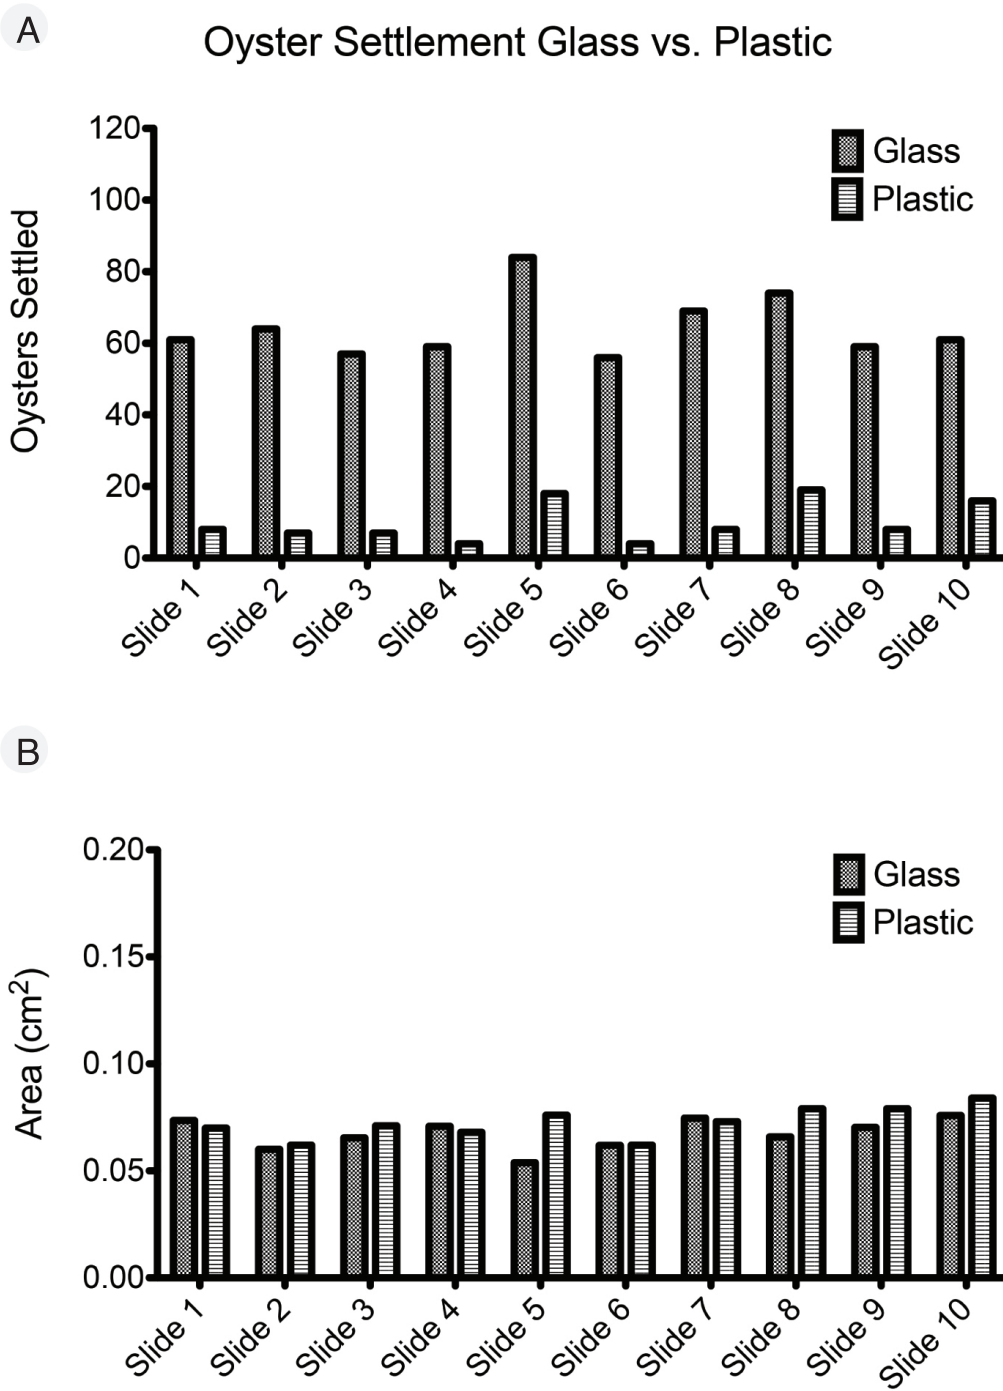 A
Oyster Settlement Glass vs. Plastic
120
100
80
60
40
20
0
Oysters Settled
Glass
Plastic
Slide 1
Slide 2
Slide 3
Slide 4
Slide 5
Slide 6
Slide 7
Slide 8
Slide 9
Slide 10
B
0.20
0.15
0.10
0.05
0.00
Area (cm²)
Glass
Plastic
Slide 1
Slide 2
Slide 3
Slide 4
Slide 5
Slide 6
Slide 7
Slide 8
Slide 9
Slide 10